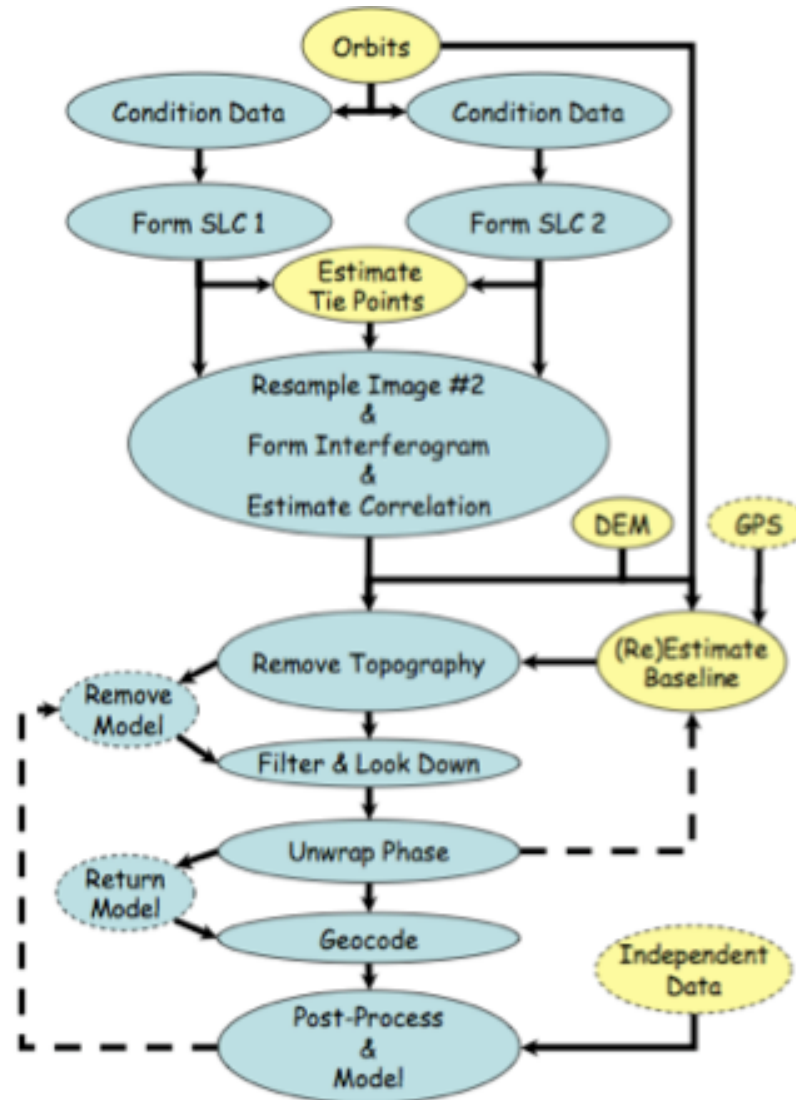 Orbits
Condition Data
Condition Data
Form SLC 1
Form SLC 2
Estimate
Tie Points
Resample Image #2
&
Form Interferogram
&
Estimate Correlation
DEM
GPS
Remove Topography
(Re)Estimate
Baseline
Remove
Model
Filter & Look Down
Unwrap Phase
Return
Model
Geocode
Independent
Data
Post-Process
&
Model